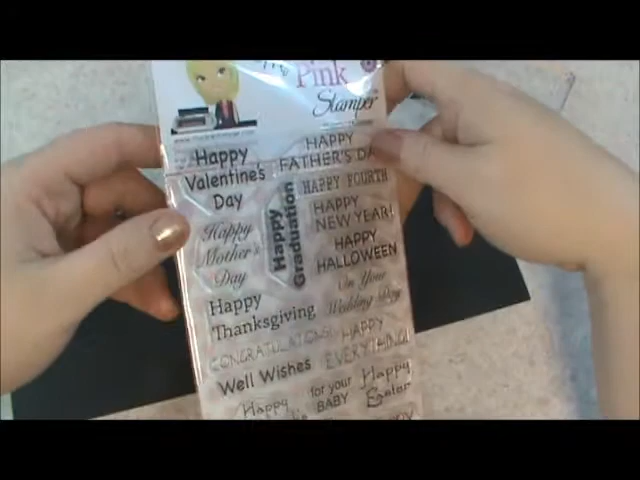 Pink
Stamper
HAPPY
FATHER'S DAY
Happy
Valentine's
Day
HAPPY FOURTH
Happy
Graduation
HAPPY
NEW YEAR!
Happy
Mother's
Day
HAPPY
HALLOWEEN
On Your
Wedding Day
Happy
Thanksgiving
CONGRATULATIONS!
HAPPY
EVERYTHING!
Well Wishes
for your
BABY
Happy
Easter
Happy